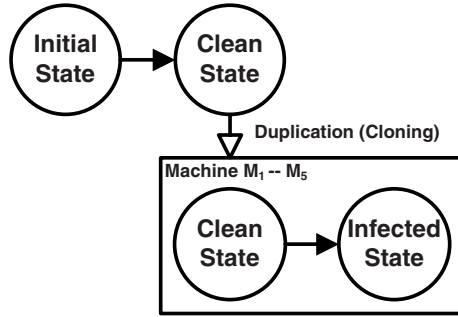 Initial
State
Clean
State
Duplication (Cloning)
Machine M₁ -- M₅
Clean
State
Infected
State